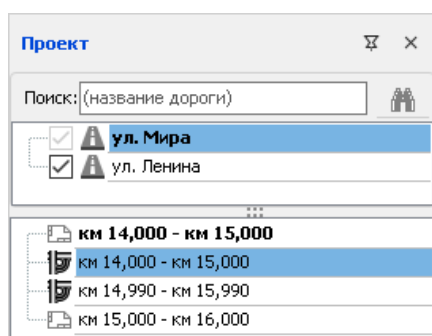 Проект
Поиск: (название дороги)
ул. Мира
ул. Ленина
км 14,000 - км 15,000
км 14,000 - км 15,000
км 14,990 - км 15,990
км 15,000 - км 16,000